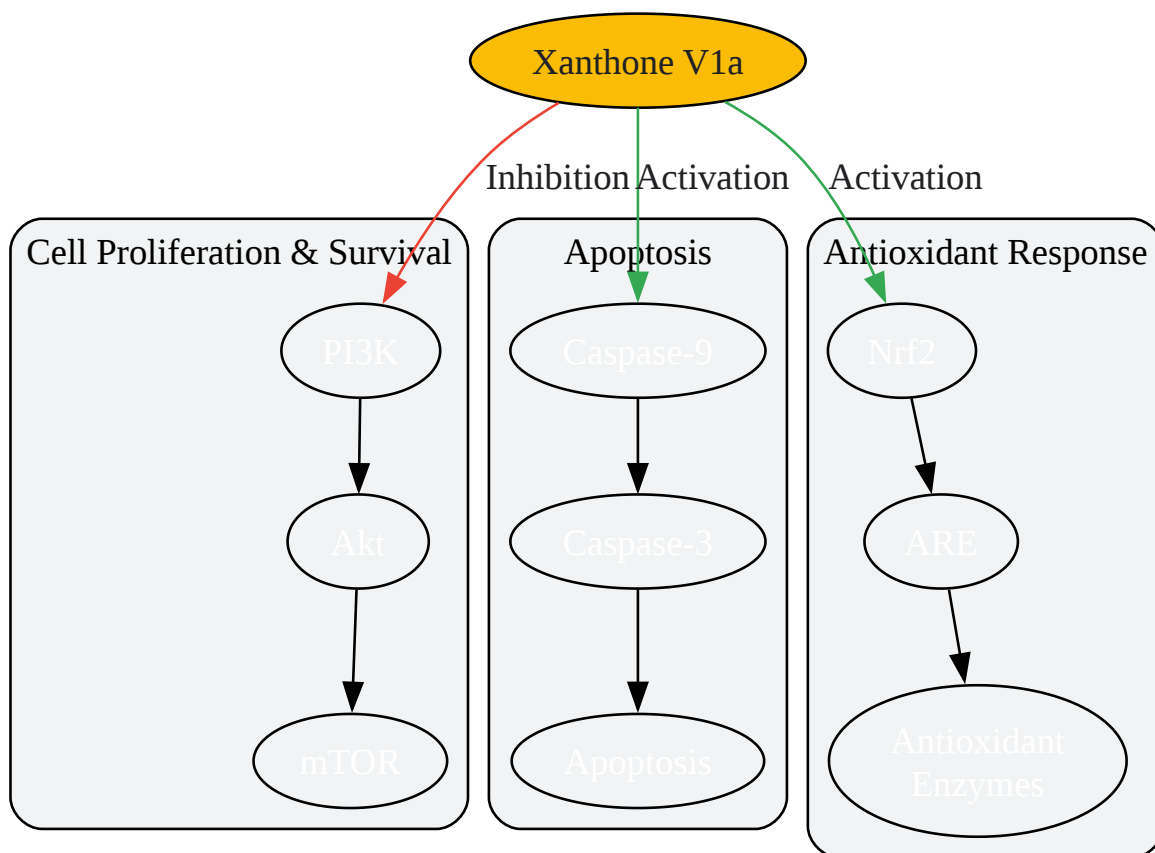 Xanthone V1a
Inhibition
Activation
Activation
Cell Proliferation & Survival
Apoptosis
Antioxidant Response
PI3K
Caspase-9
Nrf2
Akt
Caspase-3
ARE
mTOR
Apoptosis
Antioxidant
Enzymes